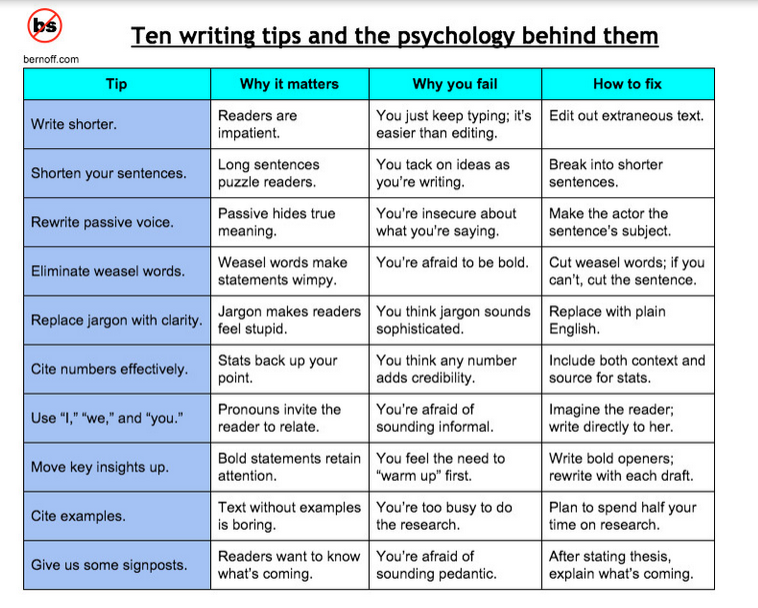 bs
Ten writing tips and the psychology behind them
bernoff.com
Tip Why it matters Why you fail How to fix
Write shorter.
Readers are
impatient.
You just keep typing; it's
easier than editing.
Edit out extraneous text.
Shorten your sentences.
Long sentences
puzzle readers.
You tack on ideas as
you're writing.
Break into shorter
sentences.
Rewrite passive voice.
Passive hides true
meaning.
You're insecure about
what you're saying.
Make the actor the
sentence's subject.
Eliminate weasel words.
Weasel words make
statements wimpy.
You're afraid to be bold.
Cut weasel words; if you
can't, cut the sentence.
Replace jargon with clarity.
Jargon makes readers
feel stupid.
You think jargon sounds
sophisticated.
Replace with plain
English.
Cite numbers effectively.
Stats back up your
point.
You think any number
adds credibility.
Include both context and
source for stats.
Use “I,” “we,” and “you.”
Pronouns invite the
reader to relate.
You're afraid of
sounding informal.
Imagine the reader;
write directly to her.
Move key insights up.
Bold statements retain
attention.
You feel the need to
“warm up” first.
Write bold openers;
rewrite with each draft.
Cite examples.
Text without examples
is boring.
You're too busy to do
the research.
Plan to spend half your
time on research.
Give us some signposts.
Readers want to know
what's coming.
You're afraid of
sounding pedantic.
After stating thesis,
explain what's coming.